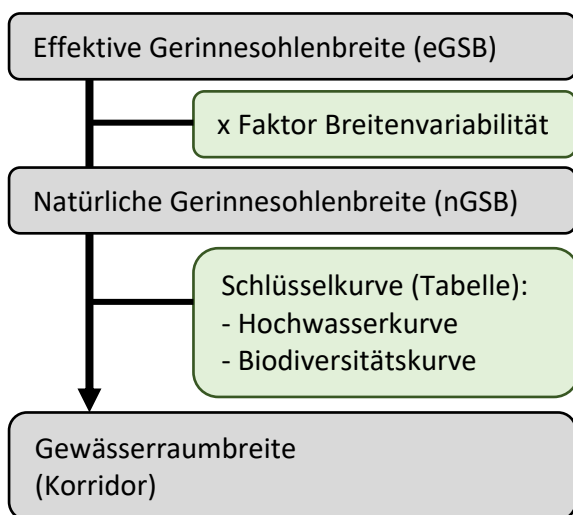 Effektive Gerinnesohlenbreite (eGSB)
x Faktor Breitenvariabilität
Natürliche Gerinnesohlenbreite (nGSB)
Schlüsselkurve (Tabelle):
- Hochwasserkurve
- Biodiversitätskurve
Gewässerraumbreite
(Korridor)